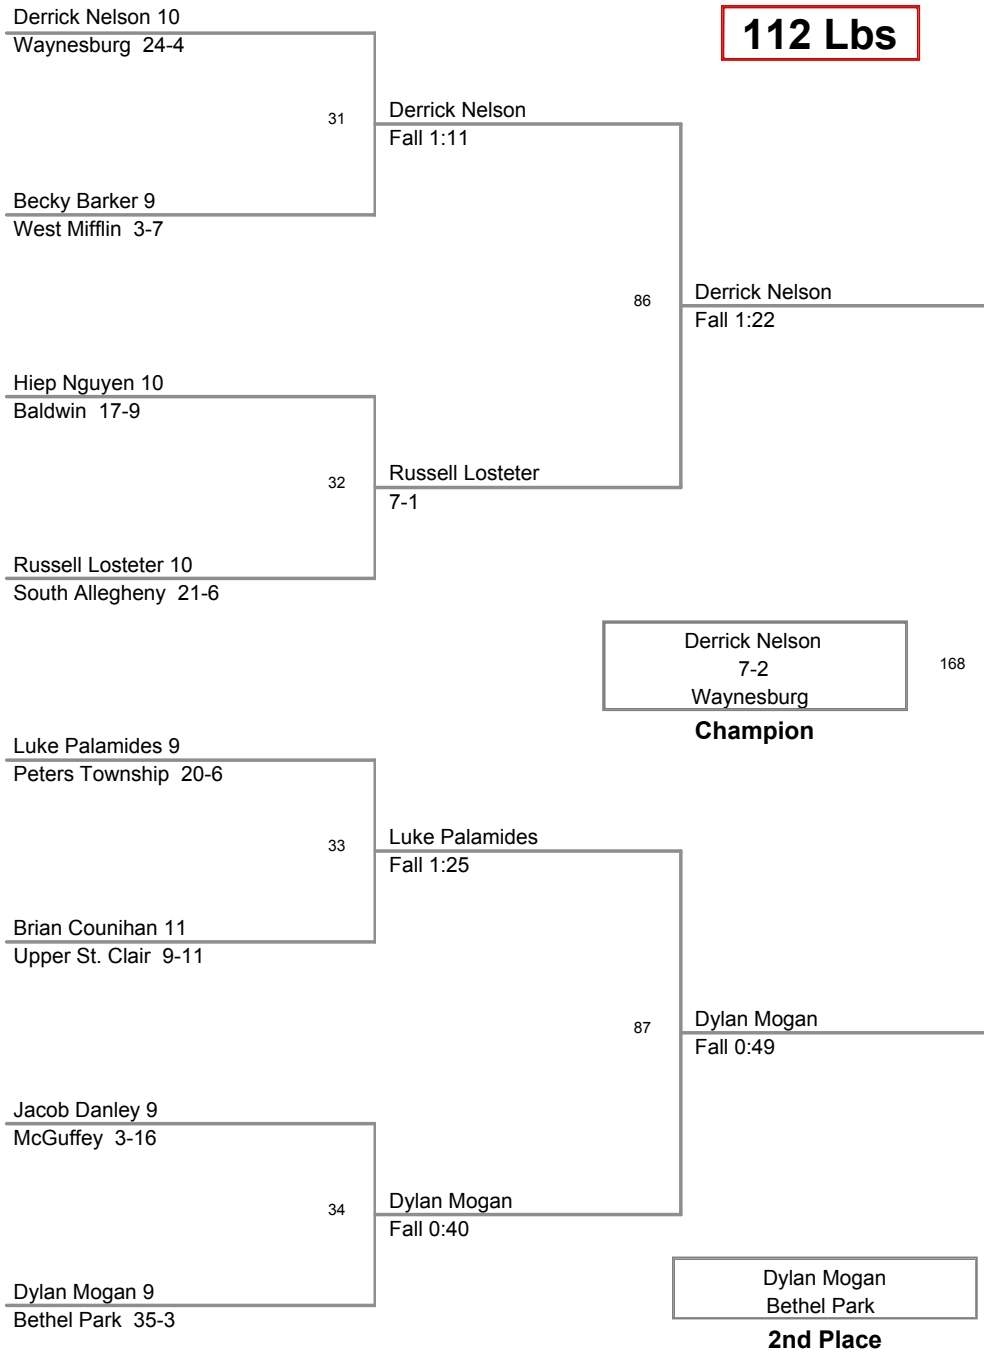 Derrick Nelson 10
Waynesburg 24-4
112 Lbs
31
Derrick Nelson
Fall 1:11
Becky Barker 9
West Mifflin 3-7
86
Derrick Nelson
Fall 1:22
Hiep Nguyen 10
Baldwin 17-9
32
Russell Losteter
7-1
Russell Losteter 10
South Allegheny 21-6
Derrick Nelson
7-2
Waynesburg
168
Champion
Luke Palamides 9
Peters Township 20-6
33
Luke Palamides
Fall 1:25
Brian Counihan 11
Upper St. Clair 9-11
87
Dylan Mogan
Fall 0:49
Jacob Danley 9
McGuffey 3-16
34
Dylan Mogan
Fall 0:40
Dylan Mogan 9
Bethel Park 35-3
Dylan Mogan
Bethel Park
2nd Place